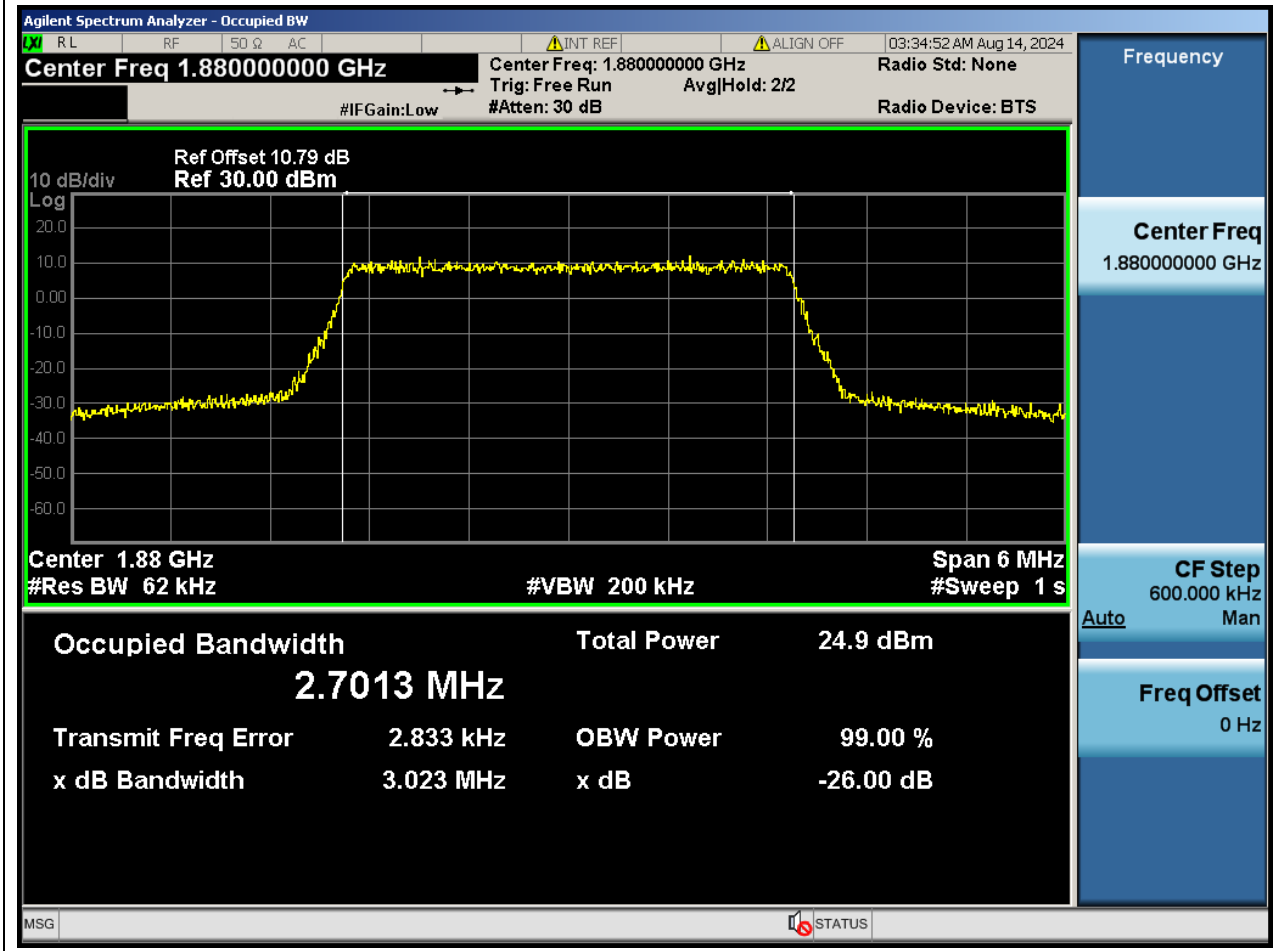 Agilent Spectrum Analyzer - Occupied BW
LXI RL RF 50 Ω AC INT REF ALIGN OFF 03:34:52 AM Aug 14, 2024
Center Freq 1.880000000 GHz
Center Freq: 1.880000000 GHz
Radio Std: None
Trig: Free Run Avg|Hold: 2/2
#IFGain:Low
#Atten: 30 dB
Radio Device: BTS
Ref Offset 10.79 dB
10 dB/div Ref 30.00 dBm
Log
20.0
10.0
0.00
-10.0
-20.0
-30.0
-40.0
-50.0
-60.0
Center 1.88 GHz Span 6 MHz
#Res BW 62 kHz #VBW 200 kHz #Sweep 1 s
Occupied Bandwidth Total Power 24.9 dBm
2.7013 MHz
Transmit Freq Error 2.833 kHz OBW Power 99.00 %
x dB Bandwidth 3.023 MHz x dB -26.00 dB
Frequency
Center Freq
1.880000000 GHz
CF Step
600.000 kHz
Auto Man
Freq Offset
0 Hz
MSG STATUS